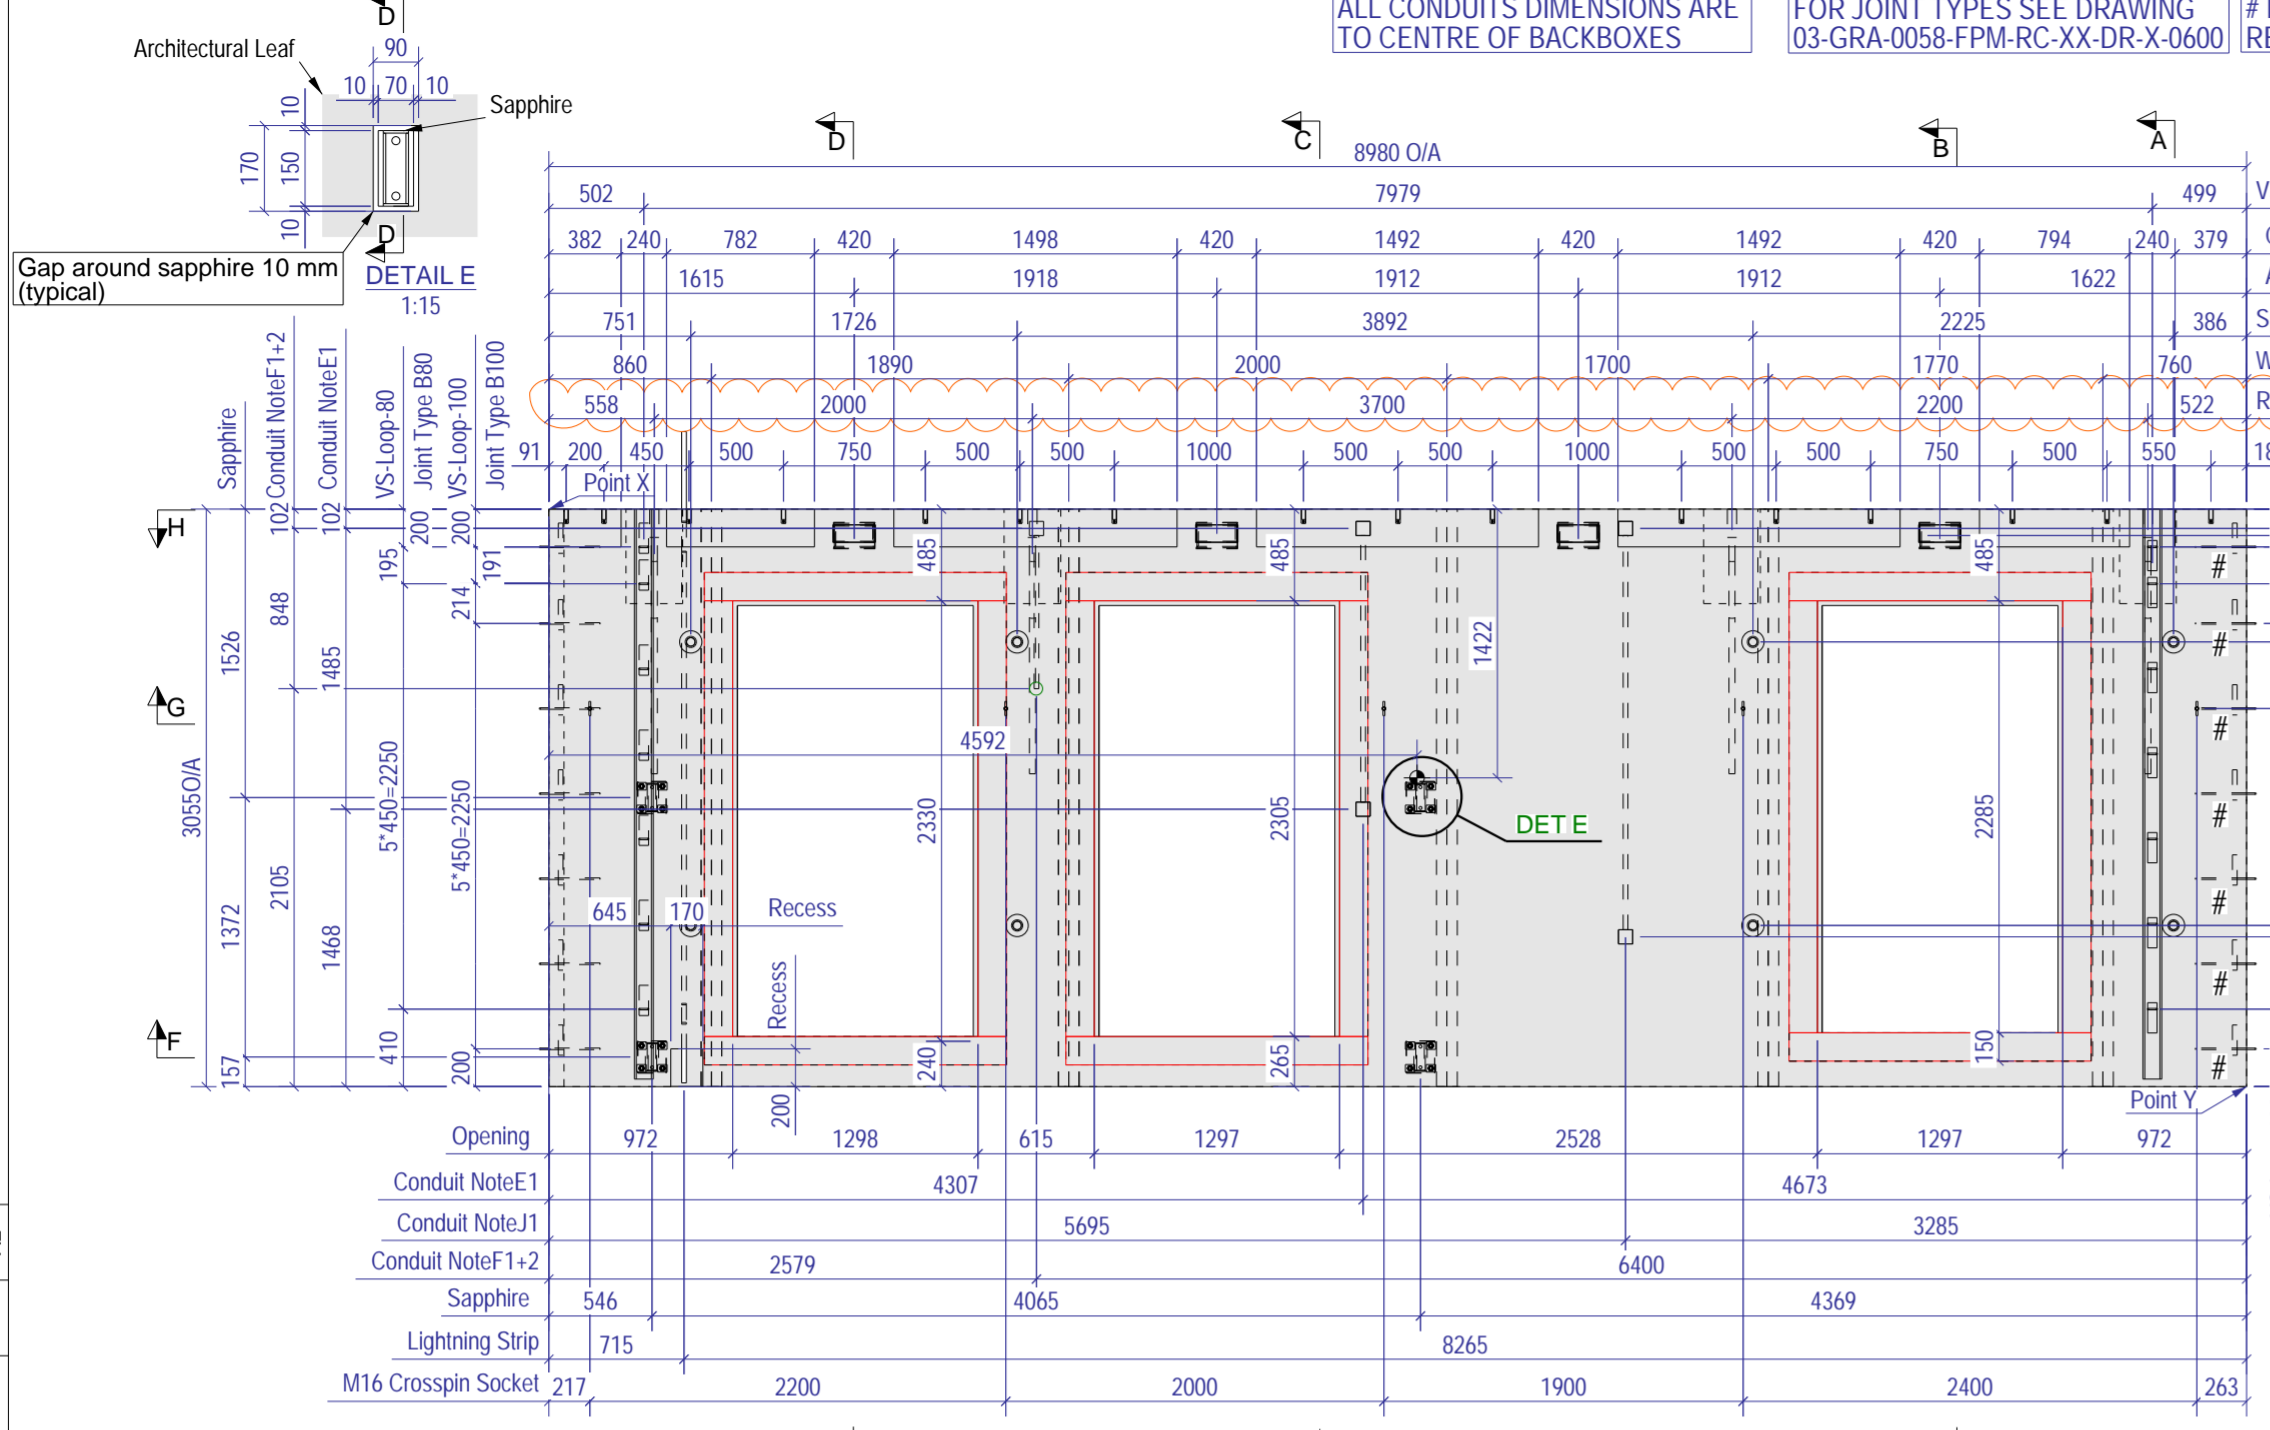 ALL CONDUITS DIMENSIONS ARE
TO CENTRE OF BACKBOXES
FOR JOINT TYPES SEE DRAWING
03-GRA-0058-FPM-RC-XX-DR-X-0600
D
Architectural Leaf
90
10 70 10
Sapphire
10
150
170
10
D
Gap around sapphire 10 mm
(typical)
DETAIL E
1:15
D
C
B
A
8980 O/A
502 7979 499
382 240 782 420 1498 420 1492 420 1492 420 794 240 379
1615 1918 1912 1912 1622
751 1726 3892 2225 386
860 1890 2000 1700 1770 760
558 2000 3700 2200 522
91 200 450 500 750 500 500 1000 500 500 1000 500 500 750 500 550
Sapphire
Conduit NoteF1+2
Conduit NoteE1
VS-Loop-80
Joint Type B80
VS-Loop-100
Joint Type B100
Point X
H
G
F
3055O/A
1526
1372
157
102
848
2105
102
1485
1468
200
195
5*450=2250
410
200
191
214
5*450=2250
200
485
485
485
1422
4592
2330
2305
2285
DET E
645 170 Recess
Recess
200
240
265
150
#
#
#
#
#
#
#
Point Y
Opening 972 1298 615 1297 2528 1297 972
Conduit NoteE1 4307 4673
Conduit NoteJ1 5695 3285
Conduit NoteF1+2 2579 6400
Sapphire 546 4065 4369
Lightning Strip 715 8265
M16 Crosspin Socket 217 2200 2000 1900 2400 263